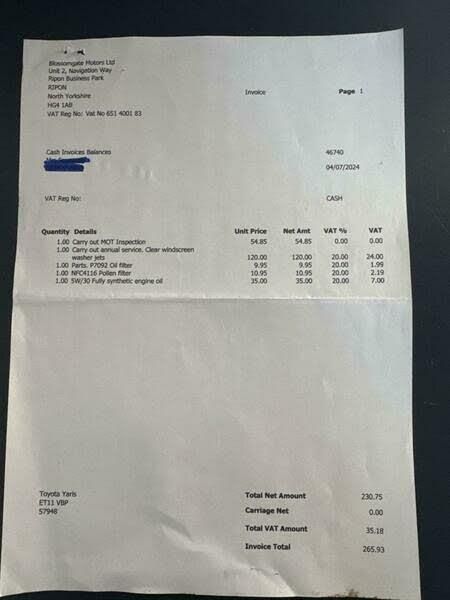 Blossomgate Motors Ltd
Unit 2, Navigation Way
Ripon Business Park
RIPON
North Yorkshire
HG4 1AB
VAT Reg No: Vat No 651 4001 83
Invoice
Page 1
Cash Invoices Balances
46740
04/07/2024
VAT Reg No:
CASH
Quantity Details Unit Price Net Amt VAT % VAT
1.00 Carry out MOT Inspection 54.85 54.85 0.00 0.00
1.00 Carry out annual service. Clear windscreen
washer jets 120.00 120.00 20.00 24.00
1.00 Parts. P7092 Oil filter 9.95 9.95 20.00 1.99
1.00 NFC4116 Pollen filter 10.95 10.95 20.00 2.19
1.00 5W/30 Fully synthetic engine oil 35.00 35.00 20.00 7.00
Toyota Yaris
ET11 VBP
57948
Total Net Amount 230.75
Carriage Net 0.00
Total VAT Amount 35.18
Invoice Total 265.93